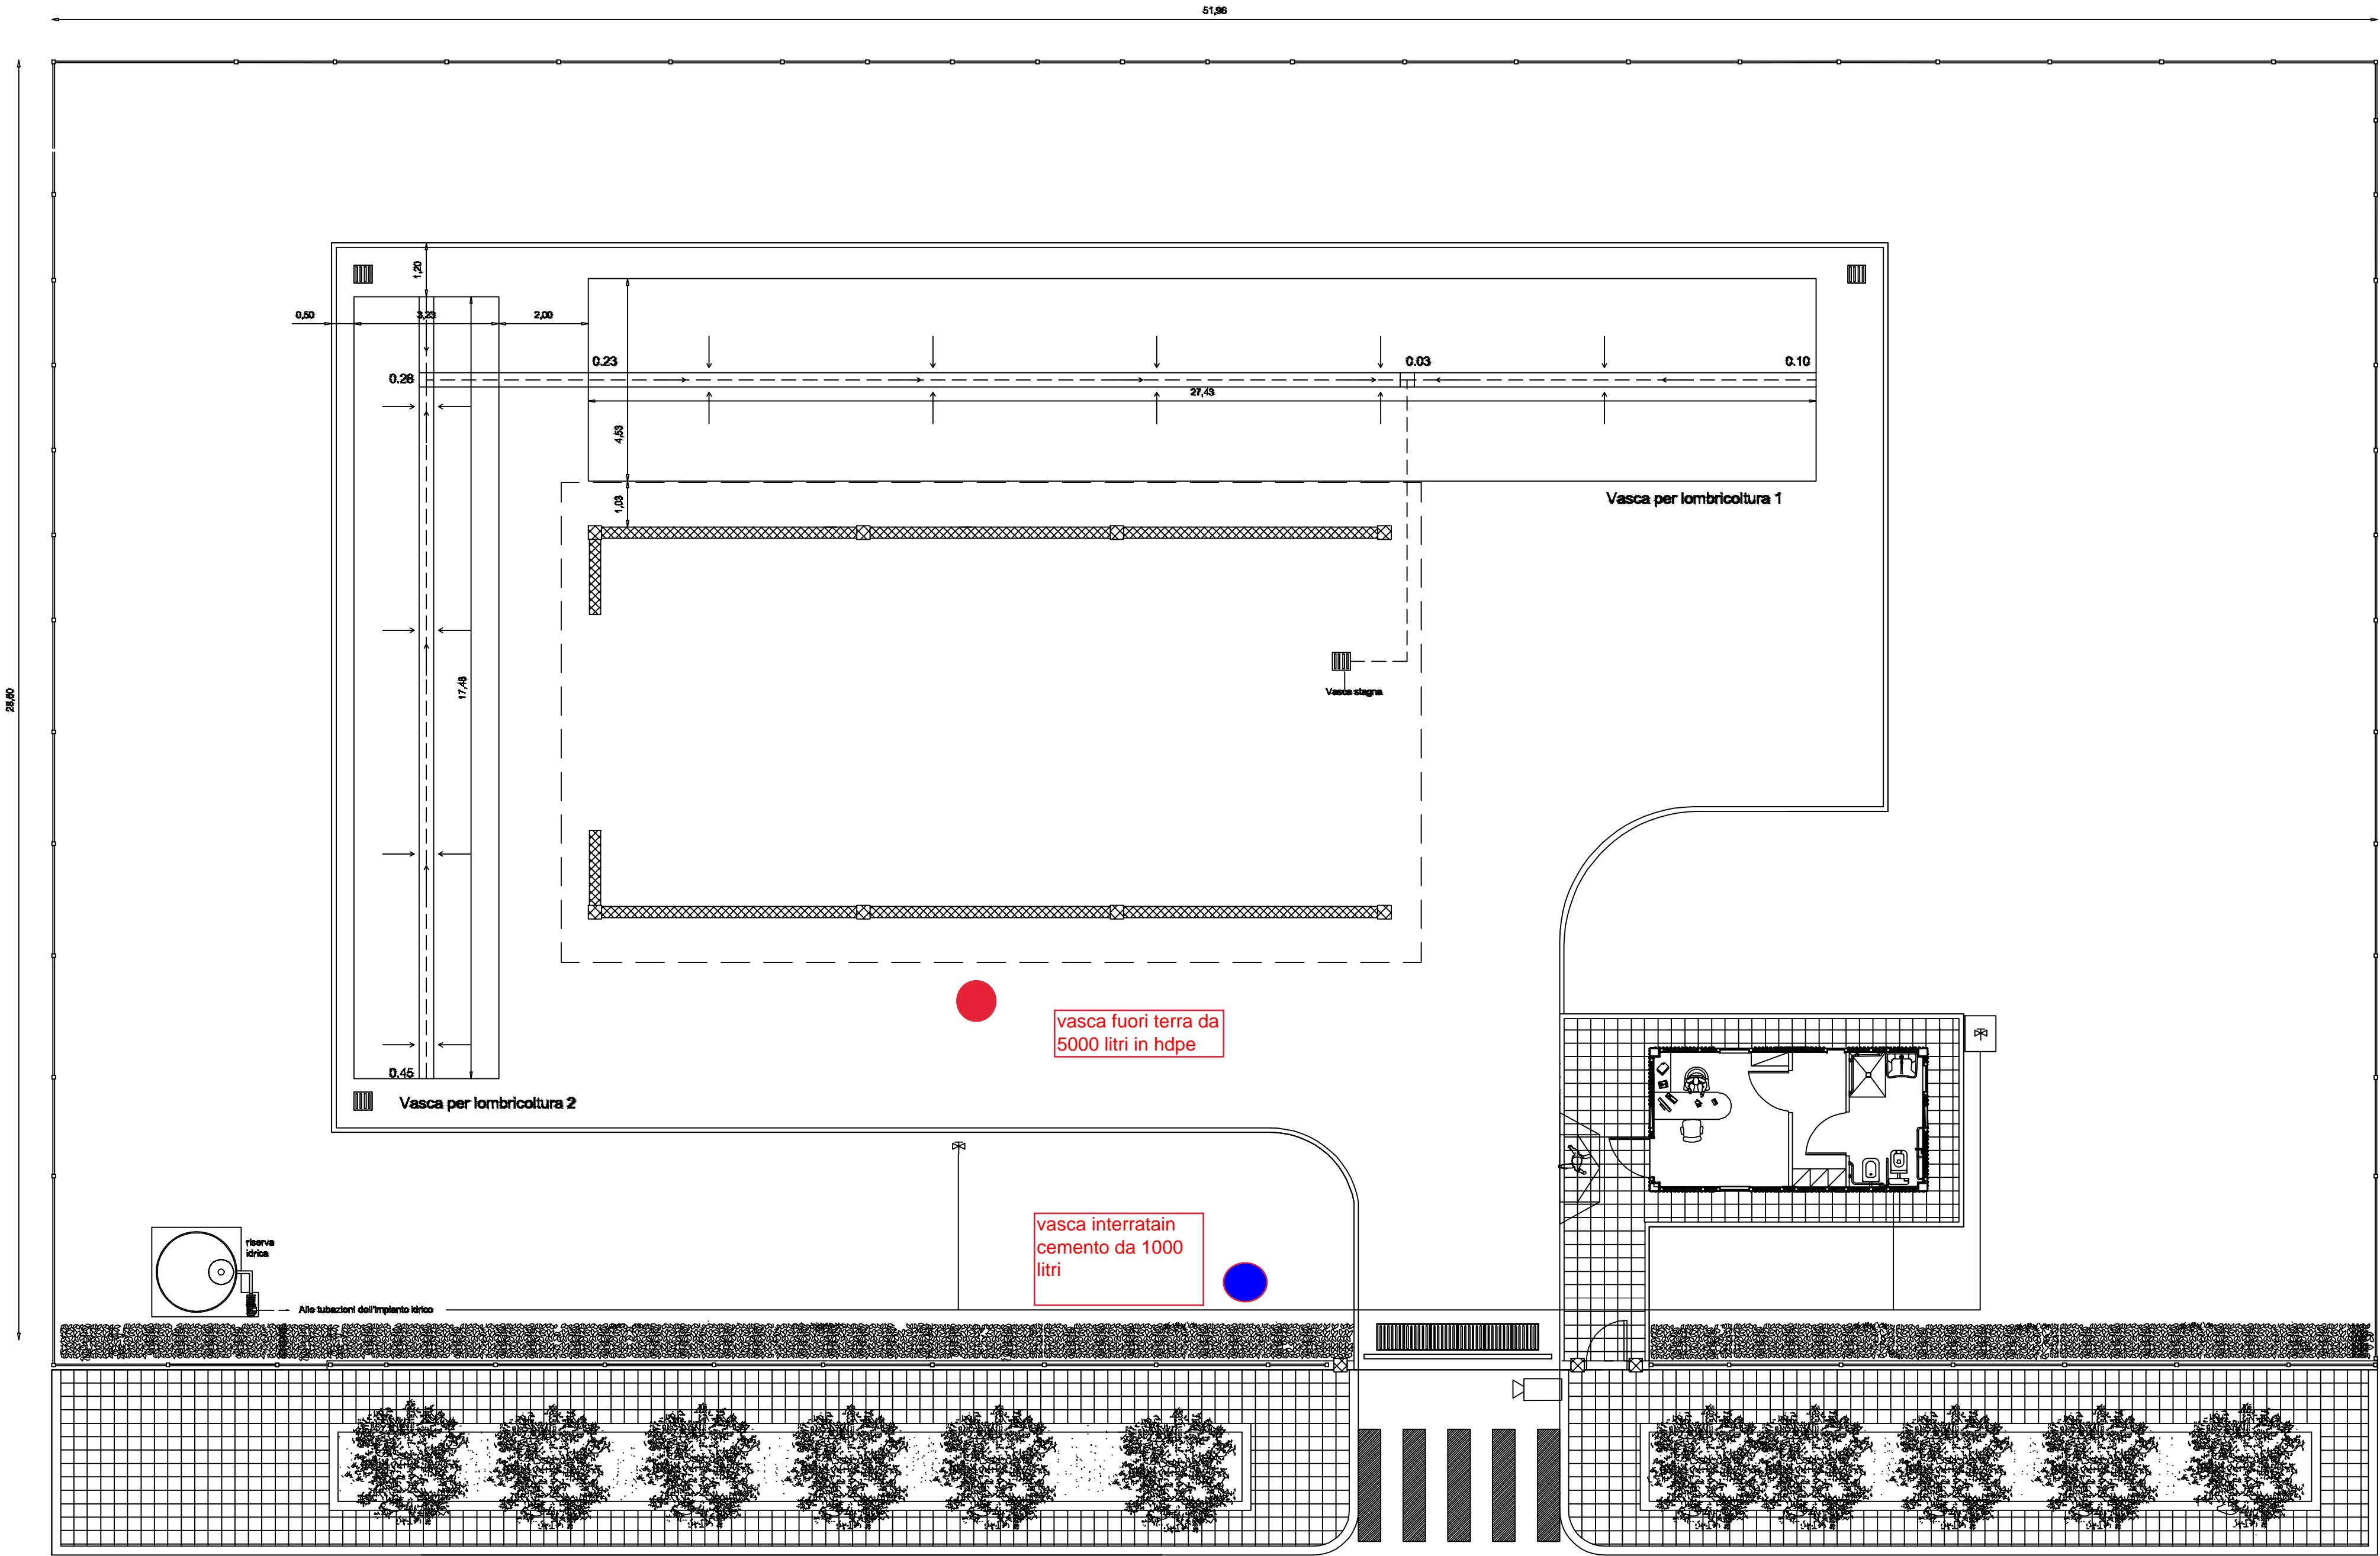 51,96
28,60
1,20
0,50
3,23
2,00
0.23
0.03
0.10
0.28
27,43
4,53
Vasca per lombricoltura 1
1,03
17,48
Vasca stagna
vasca fuori terra da
5000 litri in hdpe
0.45
Vasca per lombricoltura 2
vasca interratain
cemento da 1000
litri
riserva
idrica
Alle tubazioni dell'impianto idrico